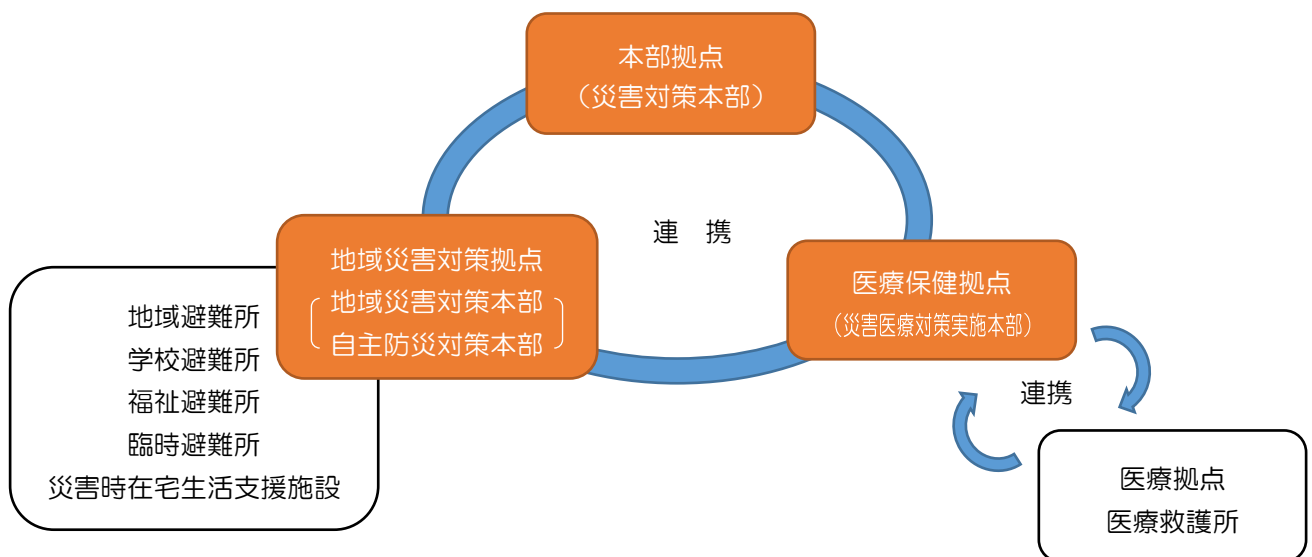 本部拠点
（災害対策本部）
連 携
地域災害対策拠点
地域災害対策本部
自主防災対策本部
医療保健拠点
（災害医療対策実施本部）
地域避難所
学校避難所
福祉避難所
臨時避難所
災害時在宅生活支援施設
連携
医療拠点
医療救護所